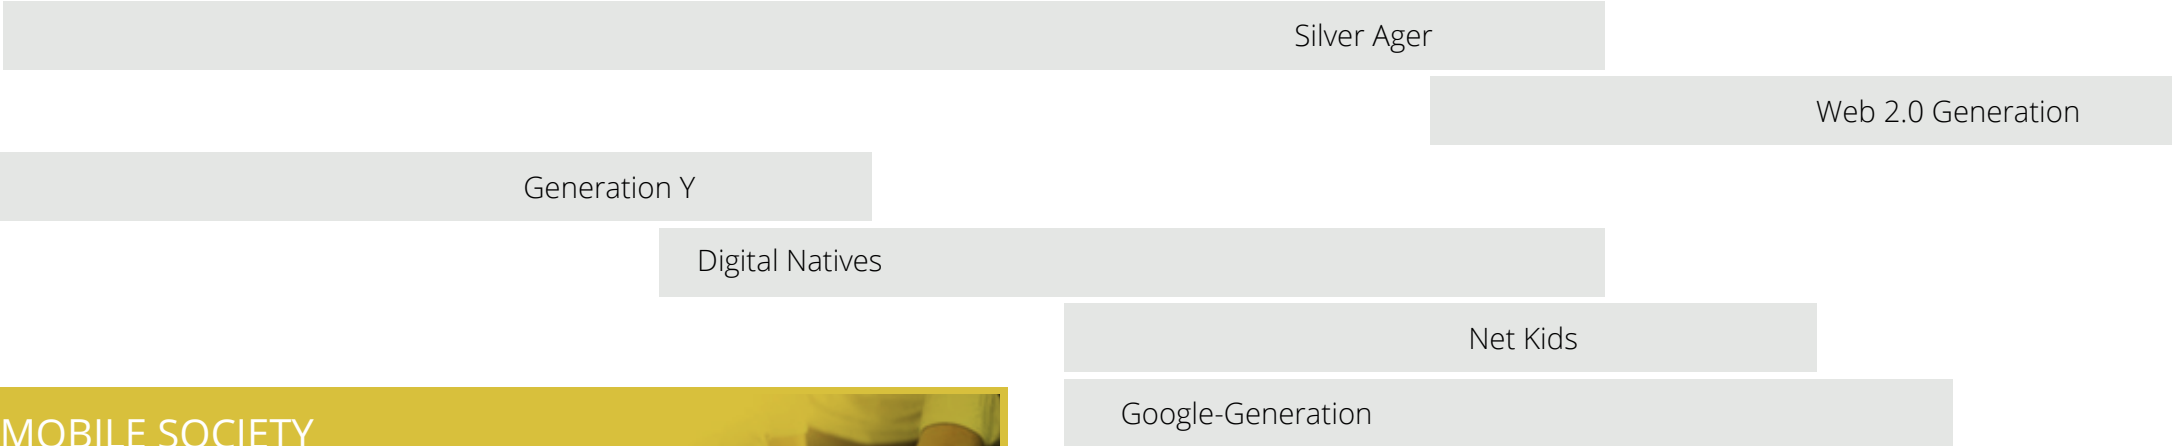 Silver Ager
Web 2.0 Generation
Generation Y
Digital Natives
Net Kids
Google-Generation
MOBILE SOCIETY